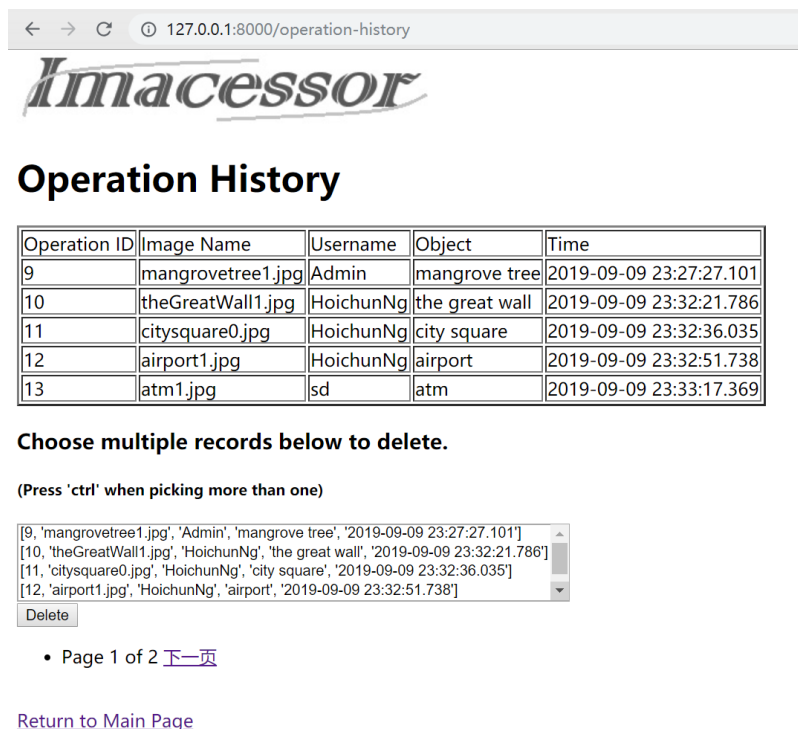 127.0.0.1:8000/operation-history
Imacessor
Operation History
Operation ID Image Name Username Object Time
9 mangrovetree1.jpg Admin mangrove tree 2019-09-09 23:27:27.101
10 theGreatWall1.jpg HoichunNg the great wall 2019-09-09 23:32:21.786
11 citysquare0.jpg HoichunNg city square 2019-09-09 23:32:36.035
12 airport1.jpg HoichunNg airport 2019-09-09 23:32:51.738
13 atm1.jpg sd atm 2019-09-09 23:33:17.369
Choose multiple records below to delete.
(Press 'ctrl' when picking more than one)
[9, 'mangrovetree1.jpg', 'Admin', 'mangrove tree', '2019-09-09 23:27:27.101']
[10, 'theGreatWall1.jpg', 'HoichunNg', 'the great wall', '2019-09-09 23:32:21.786']
[11, 'citysquare0.jpg', 'HoichunNg', 'city square', '2019-09-09 23:32:36.035']
[12, 'airport1.jpg', 'HoichunNg', 'airport', '2019-09-09 23:32:51.738']
Delete
• Page 1 of 2 下一页
Return to Main Page